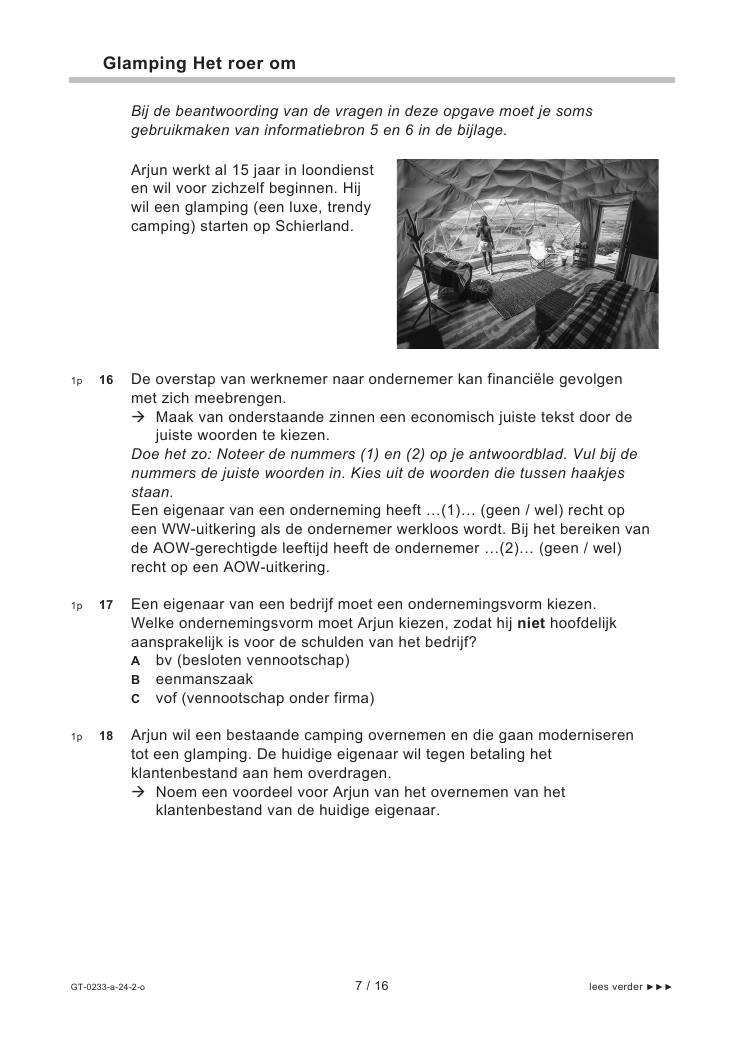 Glamping Het roer om
Bij de beantwoording van de vragen in deze opgave moet je soms
gebruikmaken van informatiebron 5 en 6 in de bijlage.
Arjun werkt al 15 jaar in loondienst
en wil voor zichzelf beginnen. Hij
wil een glamping (een luxe, trendy
camping) starten op Schierland.
1p 16 De overstap van werknemer naar ondernemer kan financiële gevolgen
met zich meebrengen.
→ Maak van onderstaande zinnen een economisch juiste tekst door de
juiste woorden te kiezen.
Doe het zo: Noteer de nummers (1) en (2) op je antwoordblad. Vul bij de
nummers de juiste woorden in. Kies uit de woorden die tussen haakjes
staan.
Een eigenaar van een onderneming heeft …(1)… (geen / wel) recht op
een WW-uitkering als de ondernemer werkloos wordt. Bij het bereiken van
de AOW-gerechtigde leeftijd heeft de ondernemer …(2)… (geen / wel)
recht op een AOW-uitkering.
1p 17 Een eigenaar van een bedrijf moet een ondernemingsvorm kiezen.
Welke ondernemingsvorm moet Arjun kiezen, zodat hij niet hoofdelijk
aansprakelijk is voor de schulden van het bedrijf?
A bv (besloten vennootschap)
B eenmanszaak
C vof (vennootschap onder firma)
1p 18 Arjun wil een bestaande camping overnemen en die gaan moderniseren
tot een glamping. De huidige eigenaar wil tegen betaling het
klantenbestand aan hem overdragen.
→ Noem een voordeel voor Arjun van het overnemen van het
klantenbestand van de huidige eigenaar.
GT-0233-a-24-2-o 7 / 16 lees verder ►►►